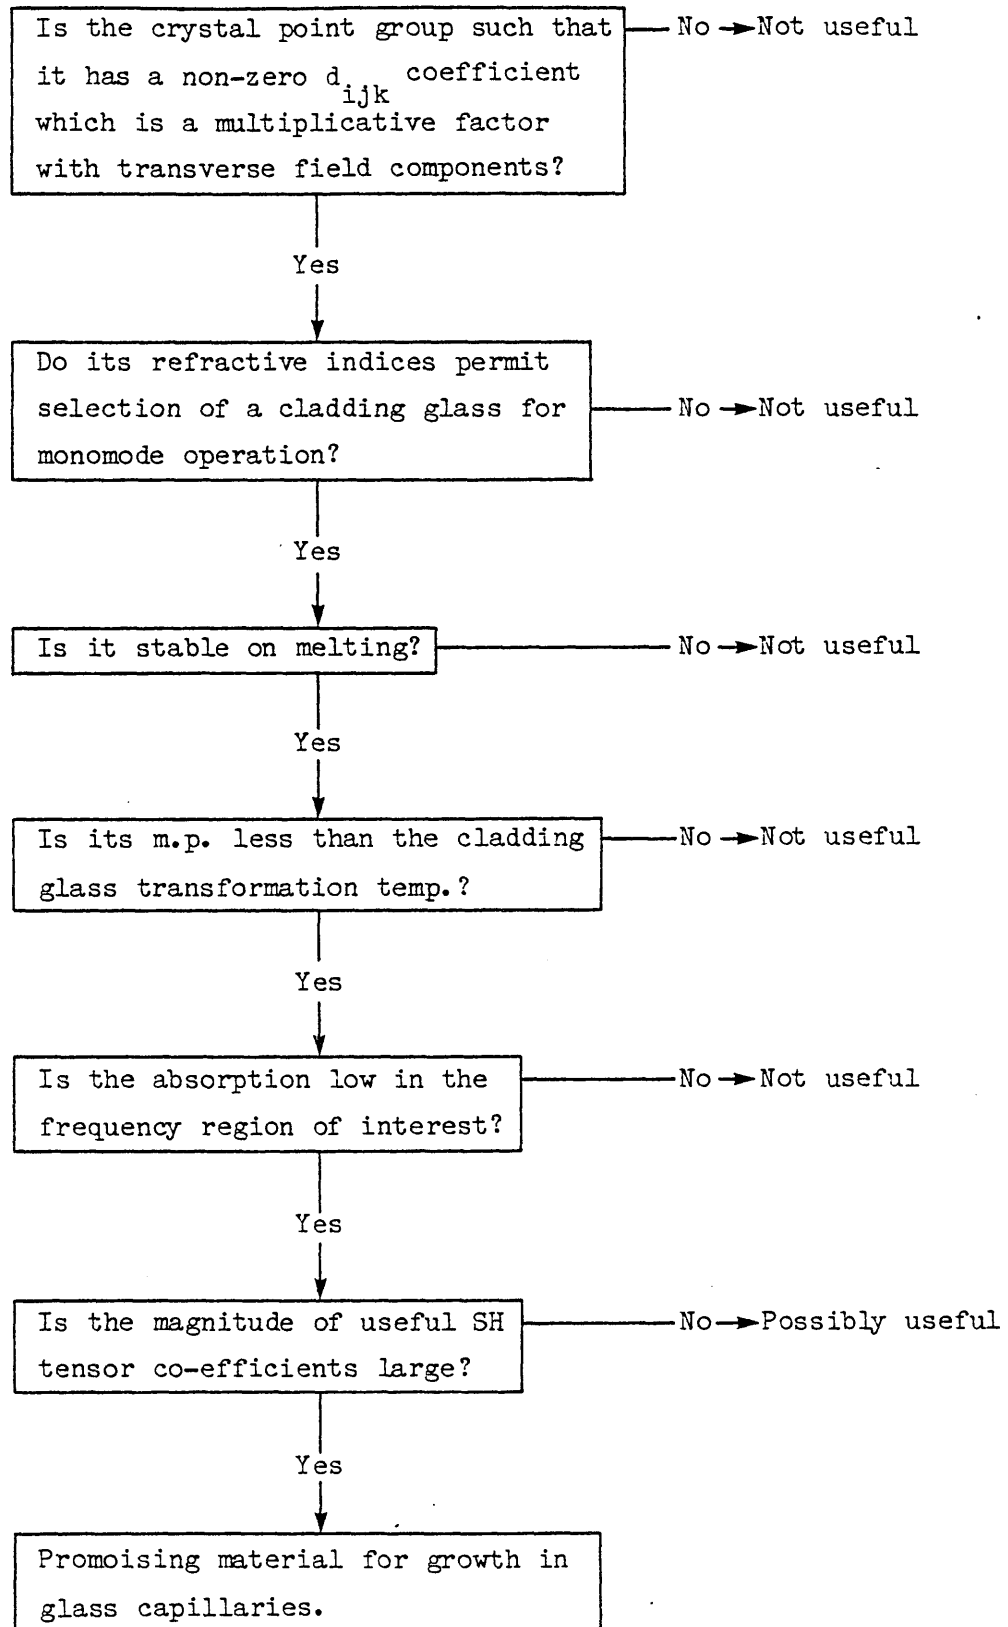 Is the crystal point group such that
No Not useful
it has a non-zero d_ijk coefficient
which is a multiplicative factor
with transverse field components?
Yes
Do its refractive indices permit
selection of a cladding glass for
No Not useful
monomode operation?
Yes
Is it stable on melting?
No Not useful
Yes
Is its m.p. less than the cladding
No Not useful
glass transformation temp.?
Yes
Is the absorption low in the
No Not useful
frequency region of interest?
Yes
Is the magnitude of useful SH
No Possibly useful
tensor co-efficients large?
Yes
Promoising material for growth in
glass capillaries.